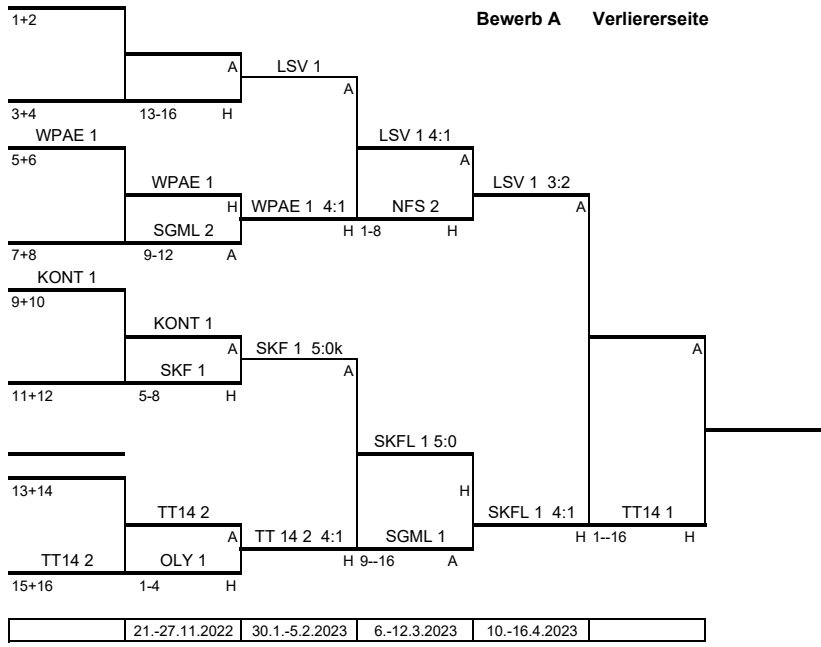 1+2
Bewerb A Verliererseite
A
LSV 1
A
3+4
13-16 H
WPAE 1
LSV 1 4:1
5+6
A
WPAE 1
LSV 1 3:2
H
WPAE 1 4:1
A
SGML 2
NFS 2
H 1-8 H
7+8
9-12 A
KONT 1
9+10
KONT 1
A
SKF 1 5:0k
A
SKF 1
A
11+12
5-8 H
SKFL 1 5:0
13+14
H
TT14 2
SKFL 1 4:1
TT14 1
A
TT 14 2 4:1
SGML 1
H 1--16 H
TT14 2
OLY 1
H 9--16 A
15+16
1-4 H
21.-27.11.2022 30.1.-5.2.2023 6.-12.3.2023 10.-16.4.2023